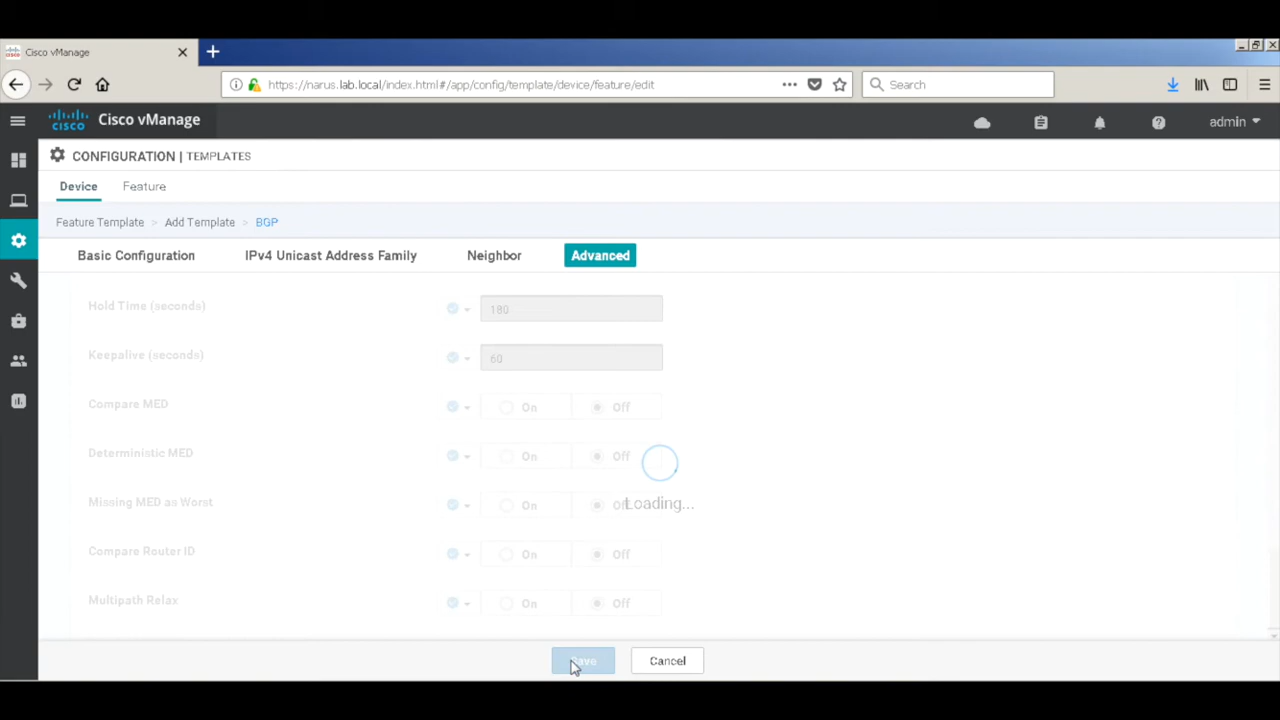 Cisco vManage
https://narus.lab.local/index.html#/app/config/template/device/feature/edit
Search
CISCO
Cisco vManage
admin
CONFIGURATION | TEMPLATES
Device
Feature
Feature Template > Add Template > BGP
Basic Configuration
IPv4 Unicast Address Family
Neighbor
Advanced
Hold Time (seconds)
180
Keepalive (seconds)
60
Compare MED
On
Off
Deterministic MED
On
Off
Missing MED as Worst
On
Off
Loading...
Compare Router ID
On
Off
Multipath Relax
On
Off
Save
Cancel